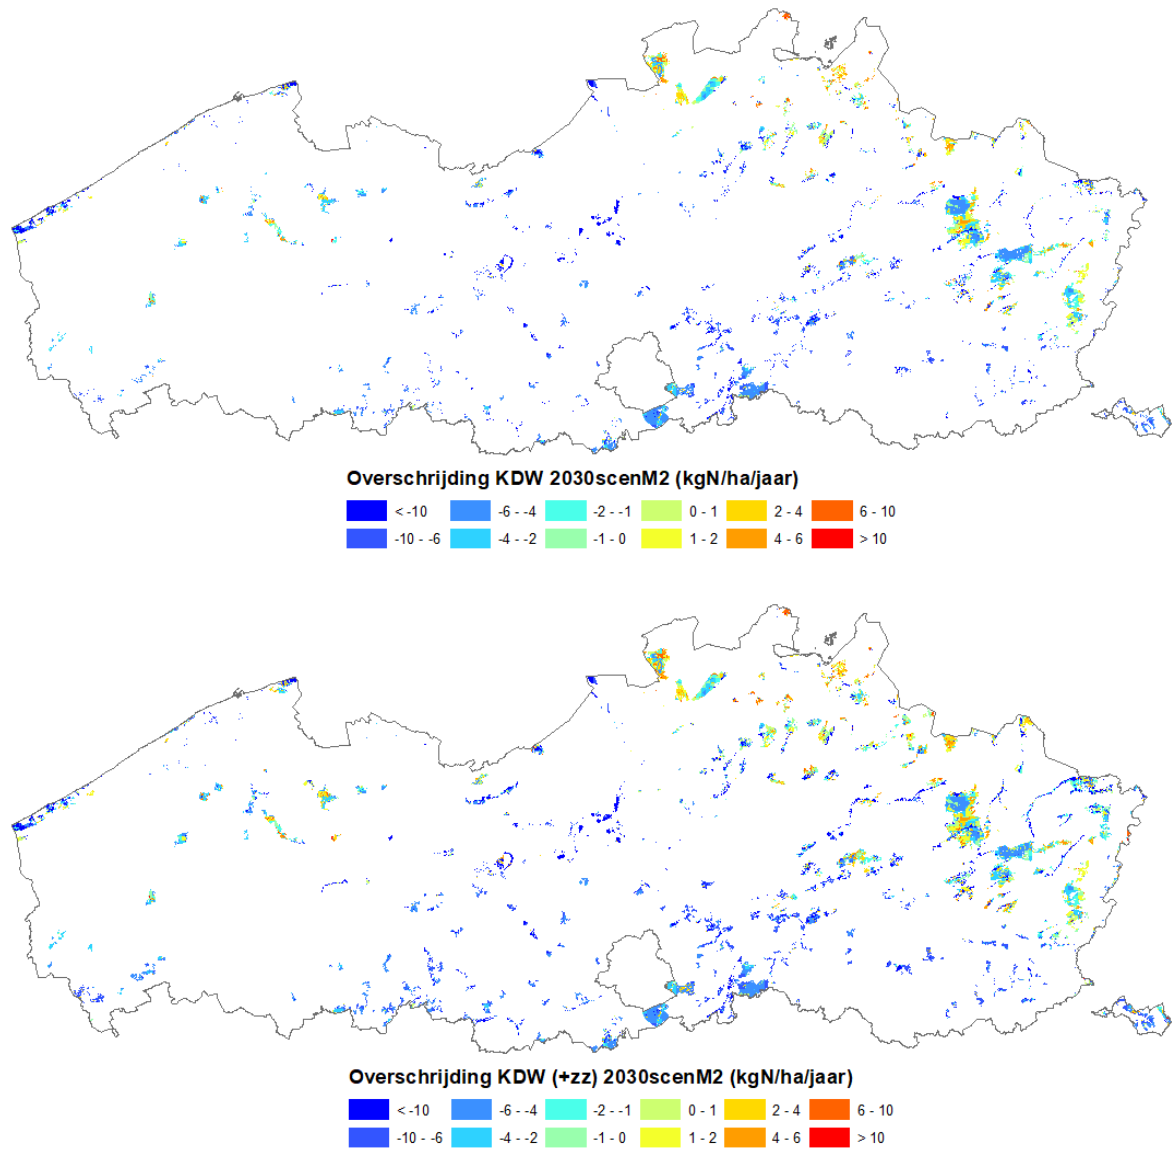 Overschrijding KDW 2030scenM2 (kgN/ha/jaar)
< -10 -6 - -4 -2 - -1 0 - 1 2 - 4 6 - 10
-10 - -6 -4 - -2 -1 - 0 1 - 2 4 - 6 > 10
Overschrijding KDW (+zz) 2030scenM2 (kgN/ha/jaar)
< -10 -6 - -4 -2 - -1 0 - 1 2 - 4 6 - 10
-10 - -6 -4 - -2 -1 - 0 1 - 2 4 - 6 > 10